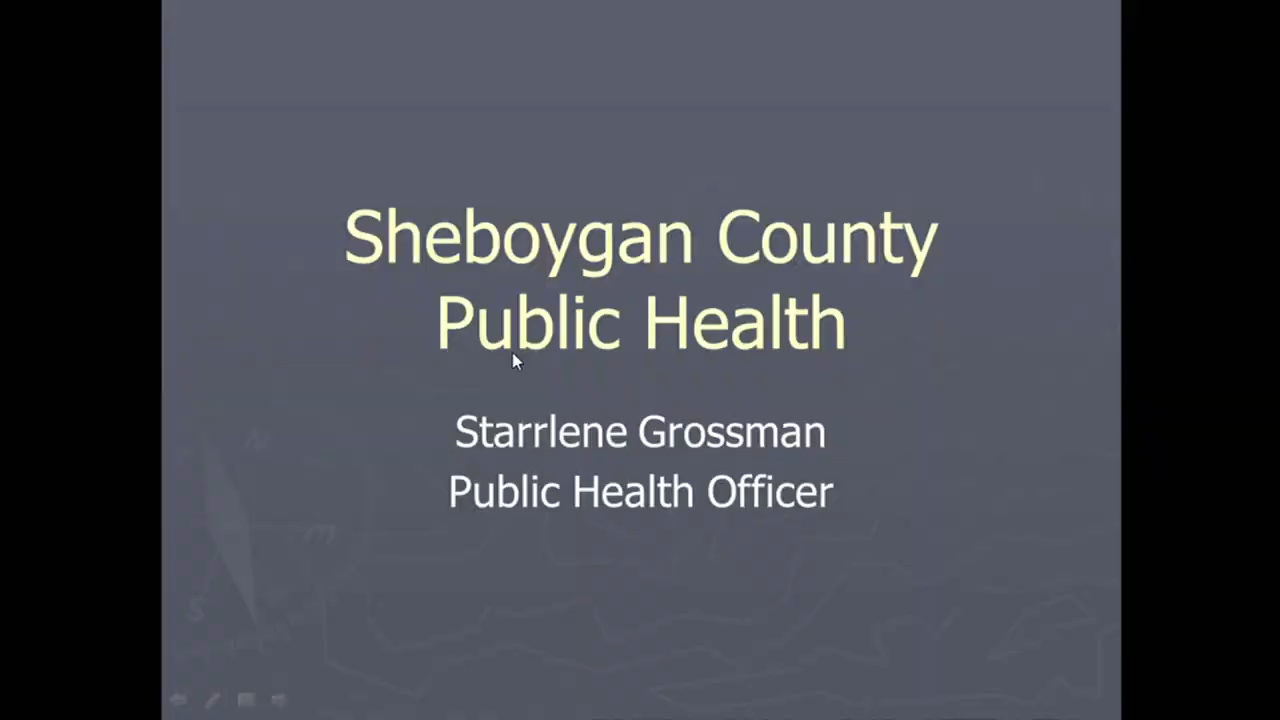 Sheboygan County
Public Health
Starrlene Grossman
Public Health Officer